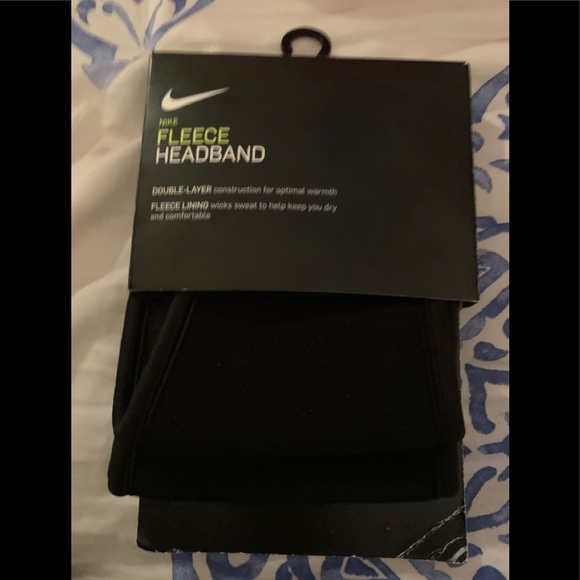 NIKE
FLEECE
HEADBAND
DOUBLE-LAYER construction for optimal warmth
FLEECE LINING wicks sweat to help keep you dry
and comfortable